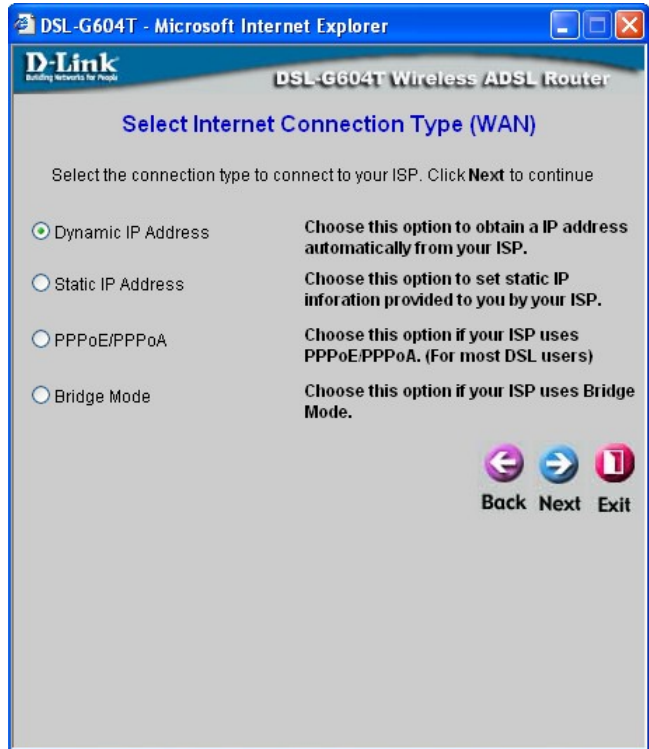 DSL-G604T - Microsoft Internet Explorer
D-Link
Building Networks for People
DSL-G604T Wireless ADSL Router
Select Internet Connection Type (WAN)
Select the connection type to connect to your ISP. Click Next to continue
Dynamic IP Address
Choose this option to obtain a IP address
automatically from your ISP.
Static IP Address
Choose this option to set static IP
inforation provided to you by your ISP.
PPPoE/PPPoA
Choose this option if your ISP uses
PPPoE/PPPoA. (For most DSL users)
Bridge Mode
Choose this option if your ISP uses Bridge
Mode.
Back Next Exit